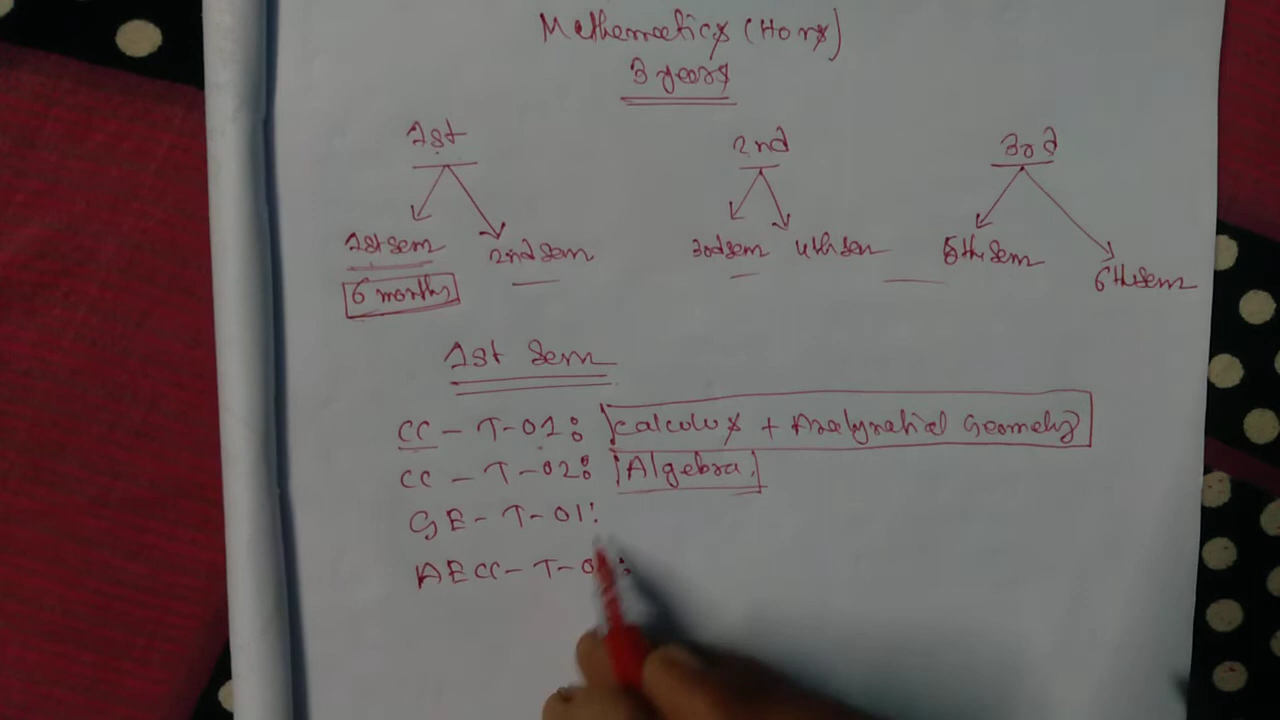 Mathematics (Hons)
3 years
1st 2nd 3rd
1st sem 2nd sem 3rd sem 4th sem 5th sem 6th sem
6 months
1st Sem
CC - T - 01: Calculus + Analytical Geometry
CC - T - 02: Algebra.
GE - T - 01:
AECC - T - 01: